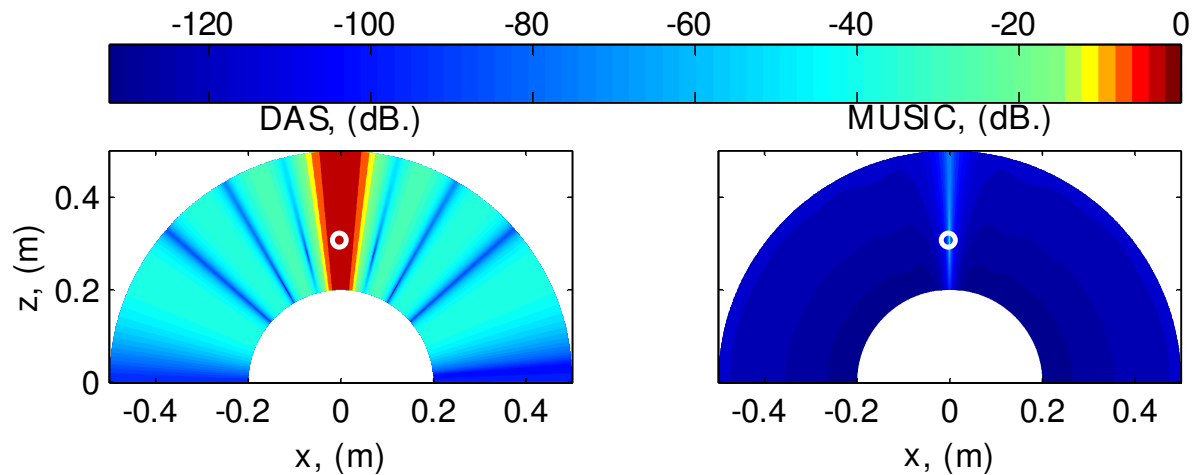 -120 -100 -80 -60 -40 -20 0
DAS, (dB.) MUSIC, (dB.)
0.4
0.2
0
z, (m)
-0.4 -0.2 0 0.2 0.4 -0.4 -0.2 0 0.2 0.4
x, (m) x, (m)